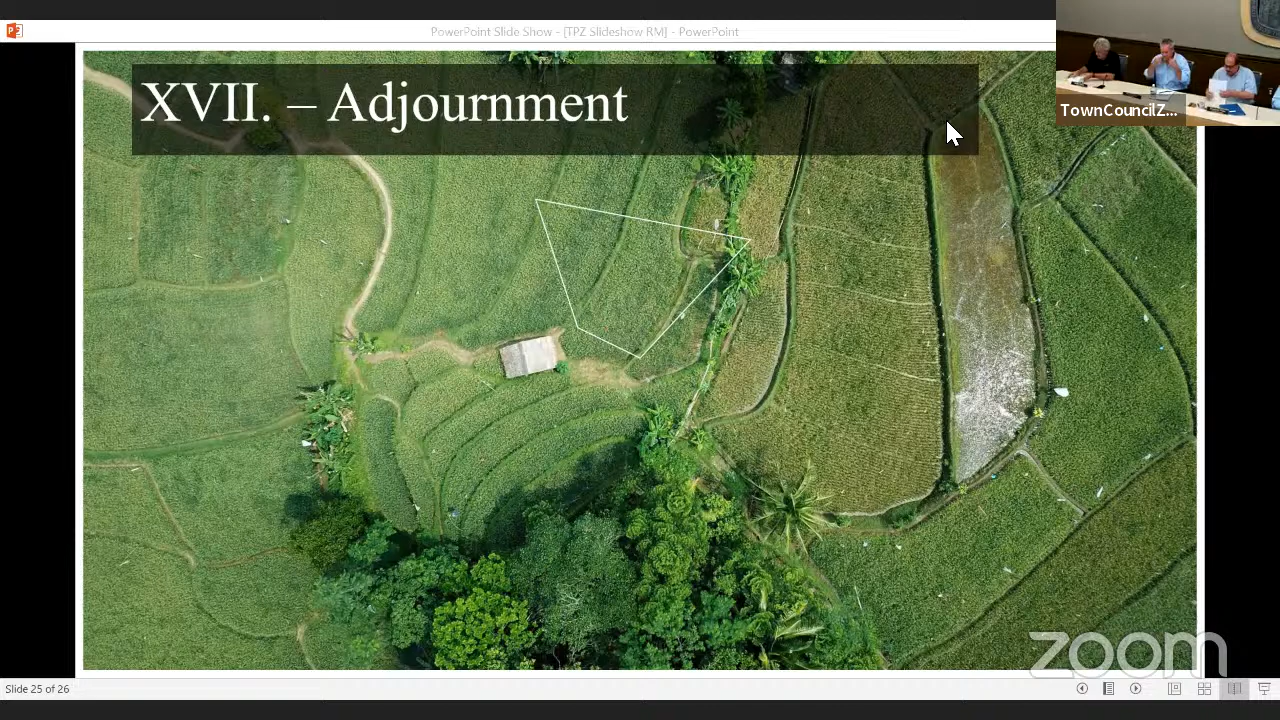 PowerPoint Slide Show - [TPZ Slideshow RM] - PowerPoint
XVII. – Adjournment
TownCouncilZ...
zoom
Slide 25 of 26